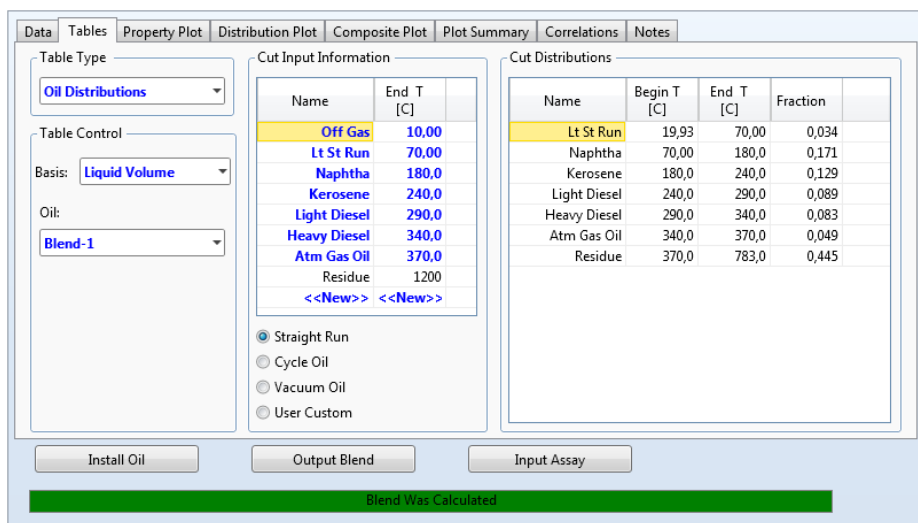 Data Tables Property Plot Distribution Plot Composite Plot Plot Summary Correlations Notes
Table Type
Oil Distributions
Table Control
Basis: Liquid Volume
Oil:
Blend-1
Cut Input Information
Name End T [C]
Off Gas 10,00
Lt St Run 70,00
Naphtha 180,0
Kerosene 240,0
Light Diesel 290,0
Heavy Diesel 340,0
Atm Gas Oil 370,0
Residue 1200
<<New>> <<New>>
Straight Run
Cycle Oil
Vacuum Oil
User Custom
Cut Distributions
Name Begin T [C] End T [C] Fraction
Lt St Run 19,93 70,00 0,034
Naphtha 70,00 180,0 0,171
Kerosene 180,0 240,0 0,129
Light Diesel 240,0 290,0 0,089
Heavy Diesel 290,0 340,0 0,083
Atm Gas Oil 340,0 370,0 0,049
Residue 370,0 783,0 0,445
Install Oil Output Blend Input Assay
Blend Was Calculated